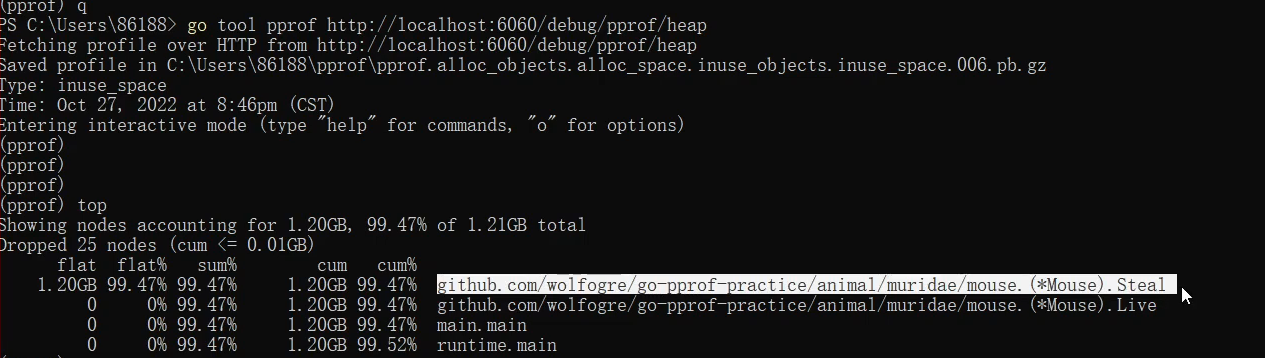 (pprof) q
PS C:\Users\86188> go tool pprof http://localhost:6060/debug/pprof/heap
Fetching profile over HTTP from http://localhost:6060/debug/pprof/heap
Saved profile in C:\Users\86188\pprof\pprof.alloc_objects.alloc_space.inuse_objects.inuse_space.006.pb.gz
Type: inuse_space
Time: Oct 27, 2022 at 8:46pm (CST)
Entering interactive mode (type "help" for commands, "o" for options)
(pprof)
(pprof)
(pprof)
(pprof) top
Showing nodes accounting for 1.20GB, 99.47% of 1.21GB total
Dropped 25 nodes (cum <= 0.01GB)
flat flat% sum% cum cum%
1.20GB 99.47% 99.47% 1.20GB 99.47% github.com/wolfogre/go-pprof-practice/animal/muridae/mouse.(*Mouse).Steal
0 0% 99.47% 1.20GB 99.47% github.com/wolfogre/go-pprof-practice/animal/muridae/mouse.(*Mouse).Live
0 0% 99.47% 1.20GB 99.47% main.main
0 0% 99.47% 1.20GB 99.52% runtime.main